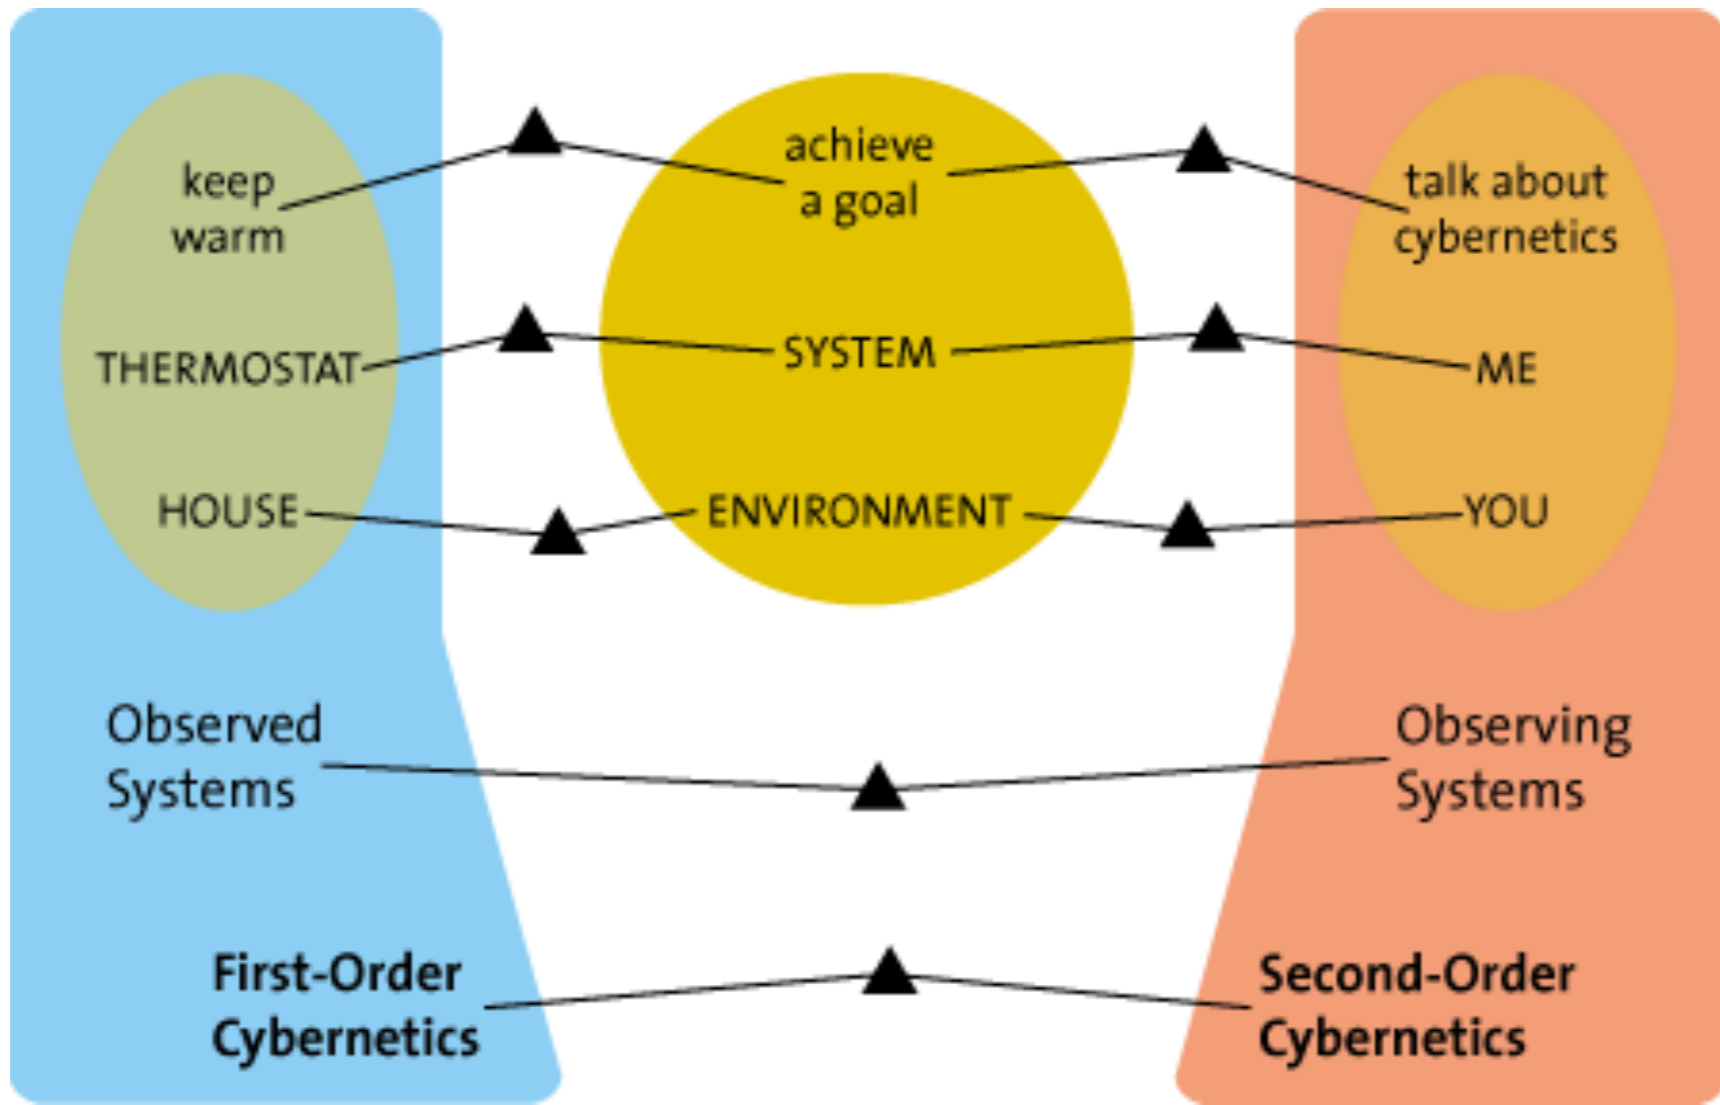 keep
warm
achieve
a goal
talk about
cybernetics
THERMOSTAT
SYSTEM
ME
HOUSE
ENVIRONMENT
YOU
Observed
Systems
Observing
Systems
First-Order
Cybernetics
Second-Order
Cybernetics